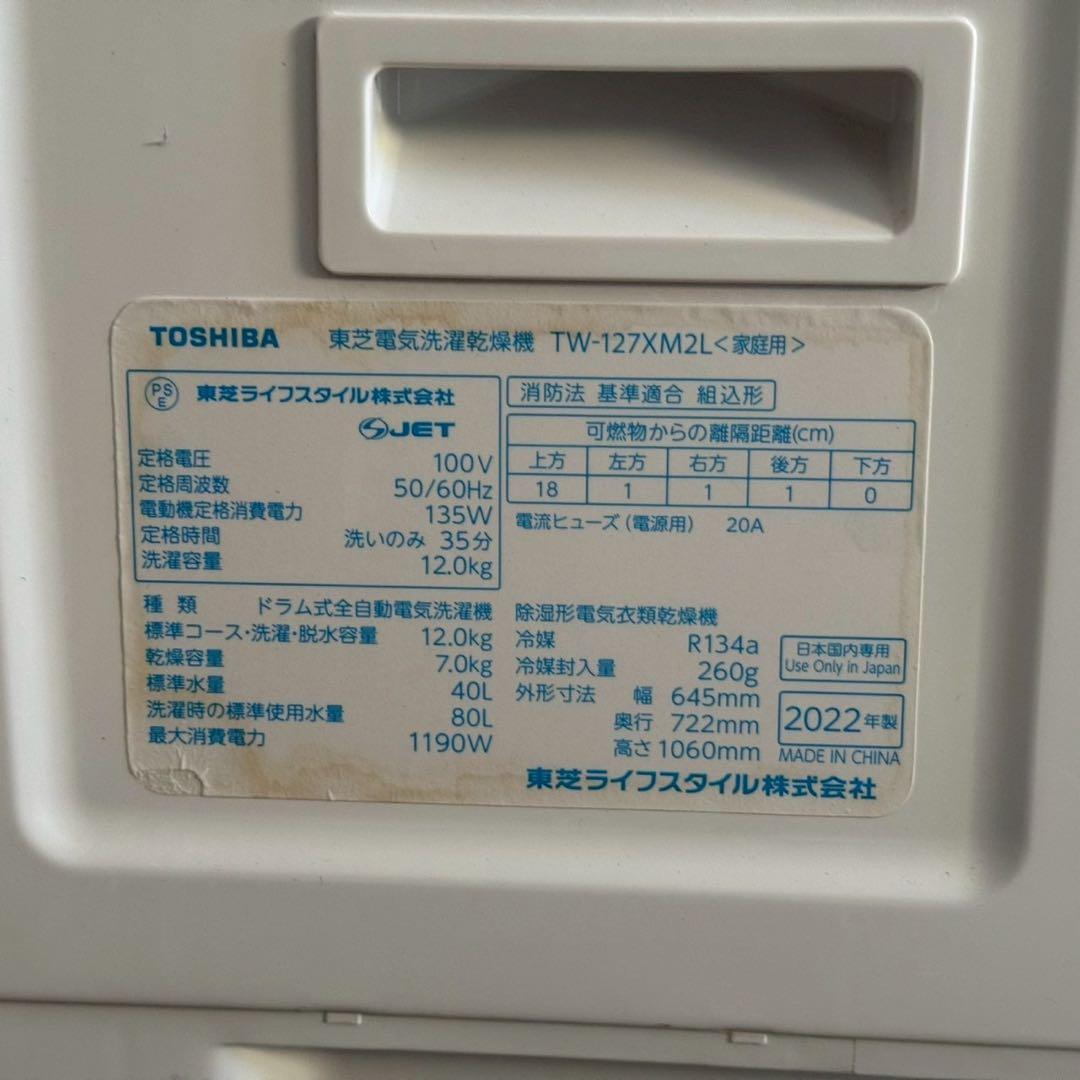 TOSHIBA 東芝電気洗濯乾燥機 TW-127XM2L<家庭用>
PSE 東芝ライフスタイル株式会社
JET
定格電圧 100V
定格周波数 50/60Hz
電動機定格消費電力 135W
定格時間 洗いのみ 35分
洗濯容量 12.0kg
消防法 基準適合 組込形
可燃物からの離隔距離(cm)
上方 左方 右方 後方 下方
18 1 1 1 0
電流ヒューズ(電源用) 20A
種類 ドラム式全自動電気洗濯機
標準コース・洗濯・脱水容量 12.0kg
乾燥容量 7.0kg
標準水量 40L
洗濯時の標準使用水量 80L
最大消費電力 1190W
除湿形電気衣類乾燥機
冷媒 R134a
冷媒封入量 260g
外形寸法 幅 645mm
奥行 722mm
高さ 1060mm
日本国内専用
Use Only in Japan
2022年製
MADE IN CHINA
東芝ライフスタイル株式会社